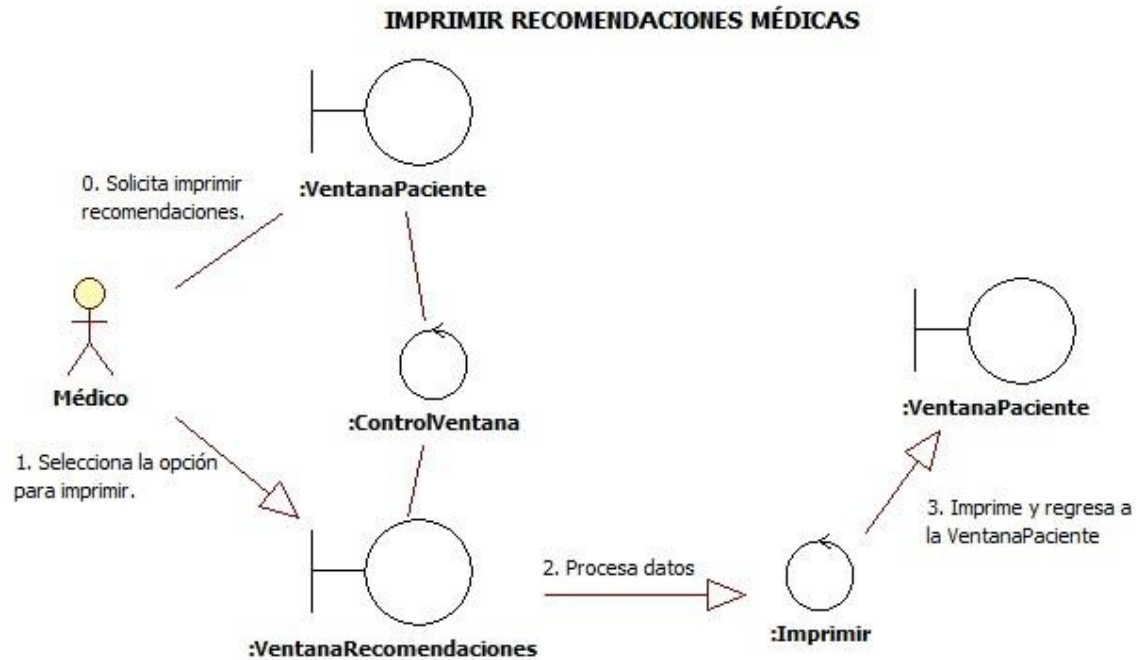 IMPRIMIR RECOMENDACIONES MÉDICAS
0. Solicita imprimir
recomendaciones.
:VentanaPaciente
Médico
:ControlVentana
:VentanaPaciente
1. Selecciona la opción
para imprimir.
3. Imprime y regresa a
la VentanaPaciente
2. Procesa datos
:VentanaRecomendaciones
:Imprimir